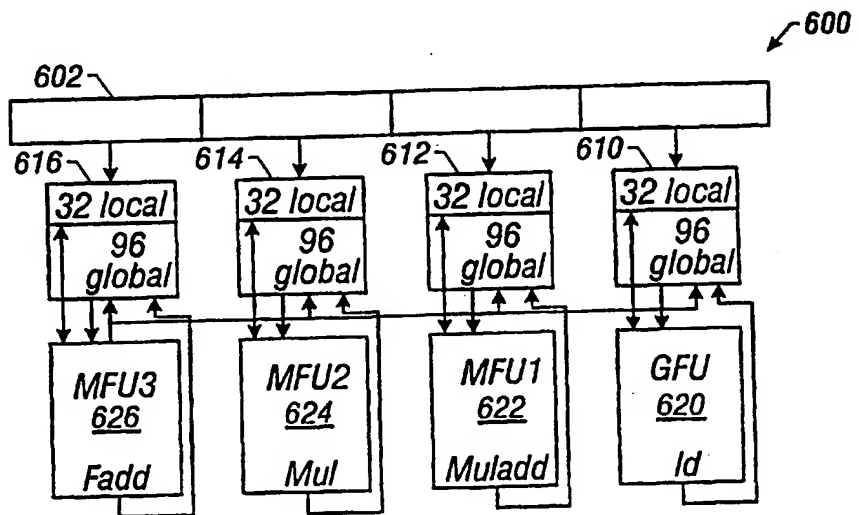 600
602
616 614 612 610
32 local 32 local 32 local 32 local
96 96 96 96
global global global global
MFU3 MFU2 MFU1 GFU
626 624 622 620
Fadd Mul Muladd ld